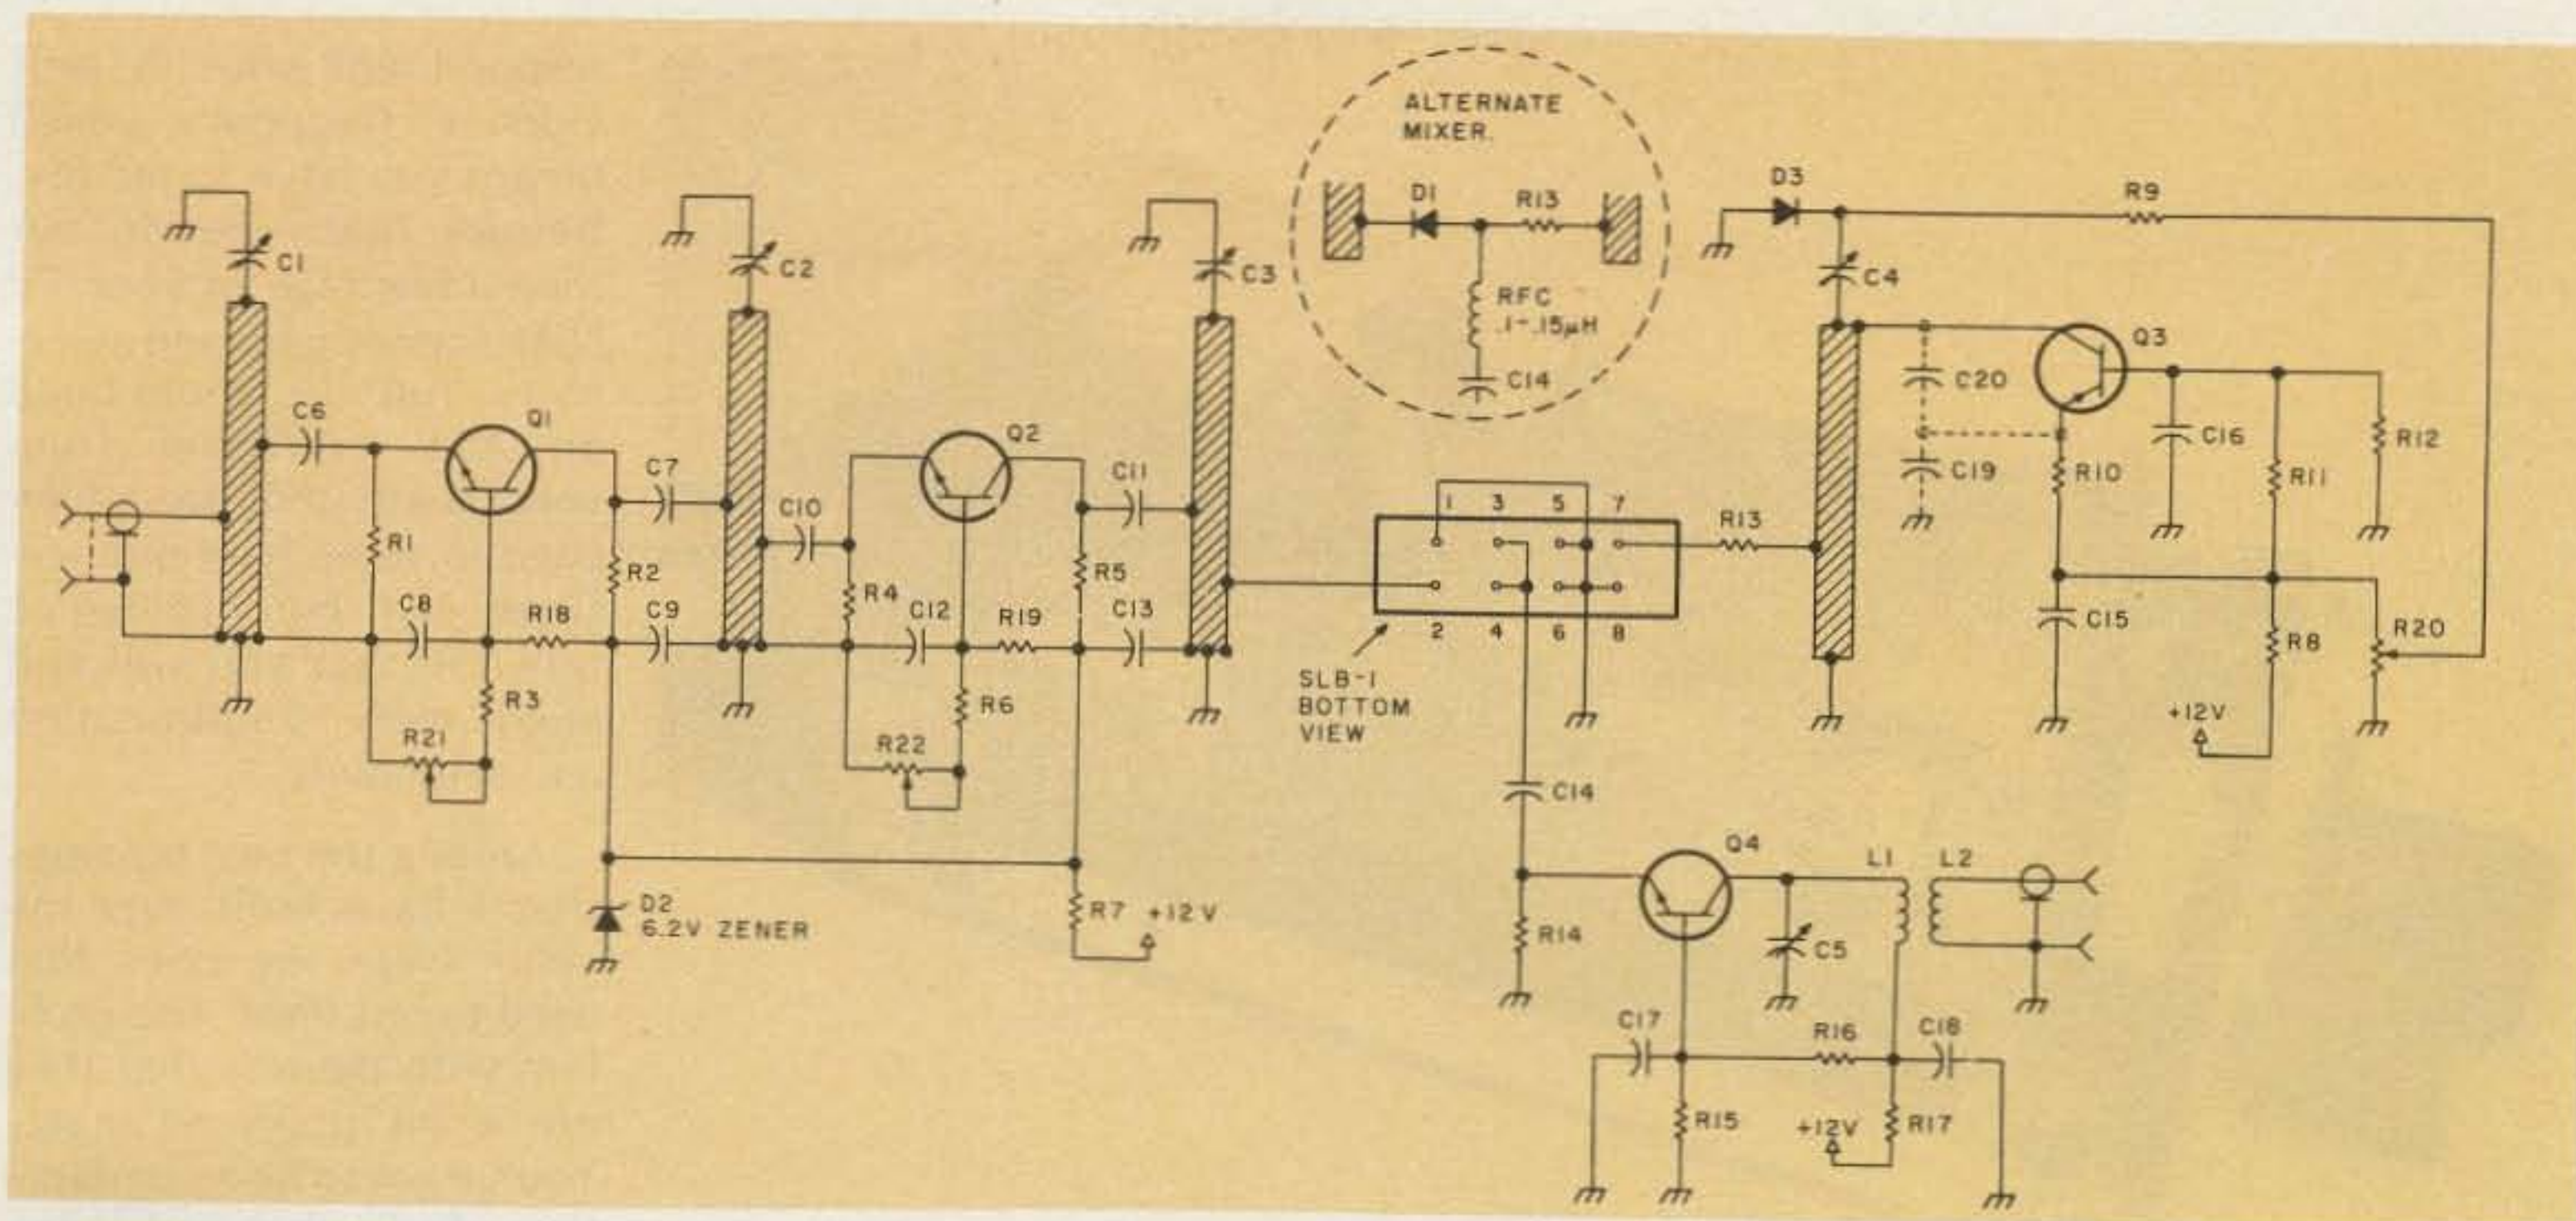 ALTERNATE
MIXER.
D1
R13
RFC
.1-.15µH
C14
D3
R9
C1
C2
C3
C4
Q3
C20
C19
R10
C16
R11
R12
C15
R8
R20
+12V
C6
Q1
R1
C7
R2
C8
R18
C9
R3
R21
C10
Q2
R4
C11
R5
C12
R19
C13
R6
R22
1 3 5 7
2 4 6 8
R13
SLB-1
BOTTOM
VIEW
C14
D2
6.2V ZENER
R7 +12V
Q4
L1 L2
R14
C5
C17
R16
C18
R15
+12V
R17